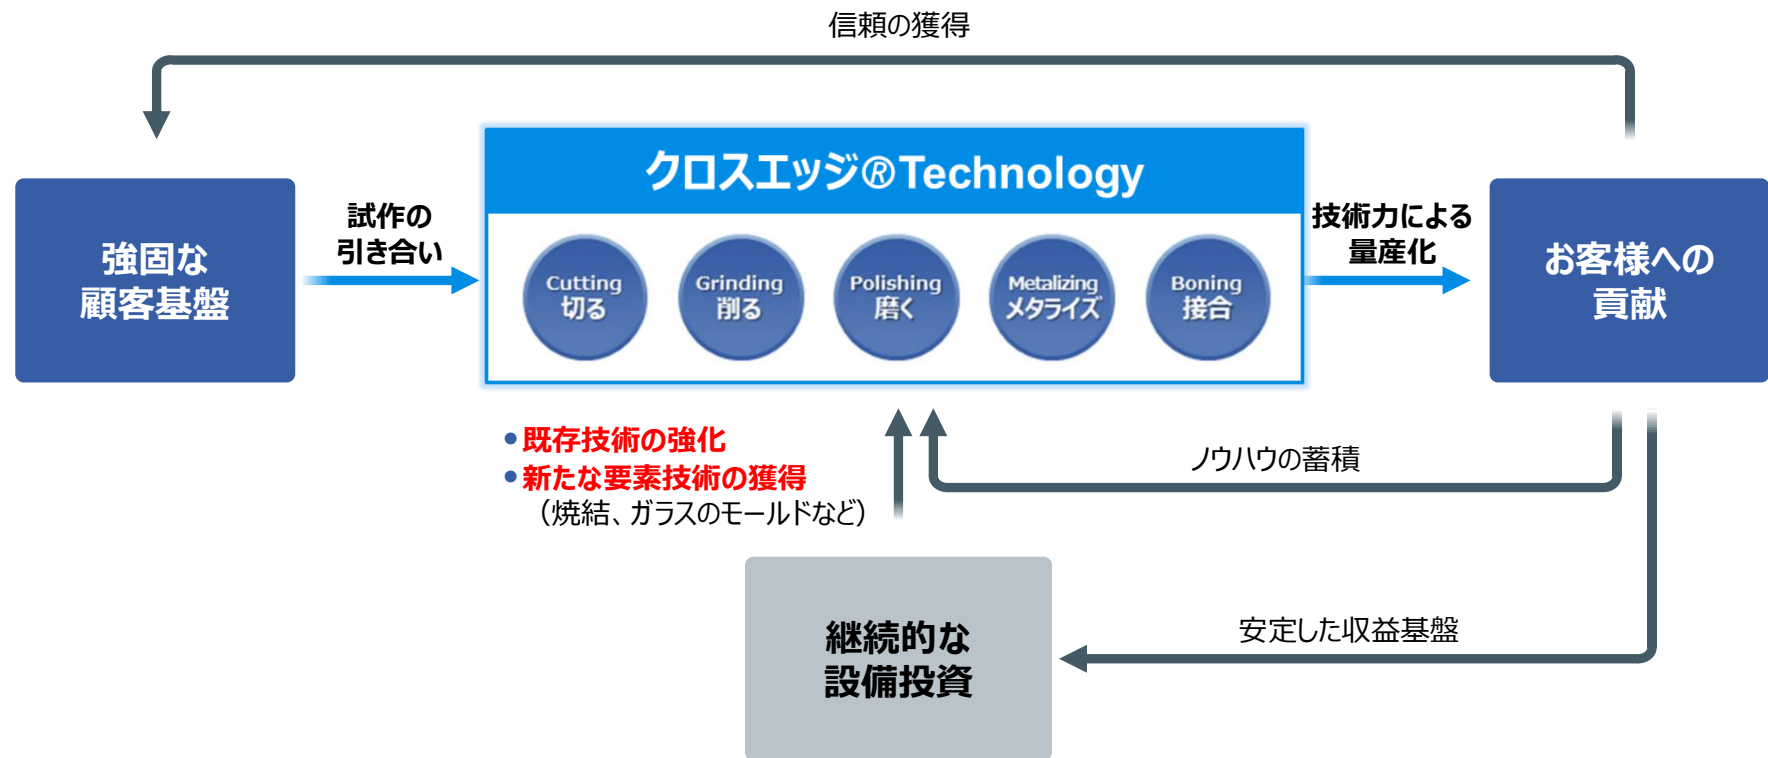 信頼の獲得
クロスエッジ®Technology
強固な
顧客基盤
試作の
引き合い
Cutting
切る
Grinding
削る
Polishing
磨く
Metalizing
メタライズ
Boning
接合
技術力による
量産化
お客様への
貢献
•既存技術の強化
•新たな要素技術の獲得
（焼結、ガラスのモールドなど）
ノウハウの蓄積
継続的な
設備投資
安定した収益基盤